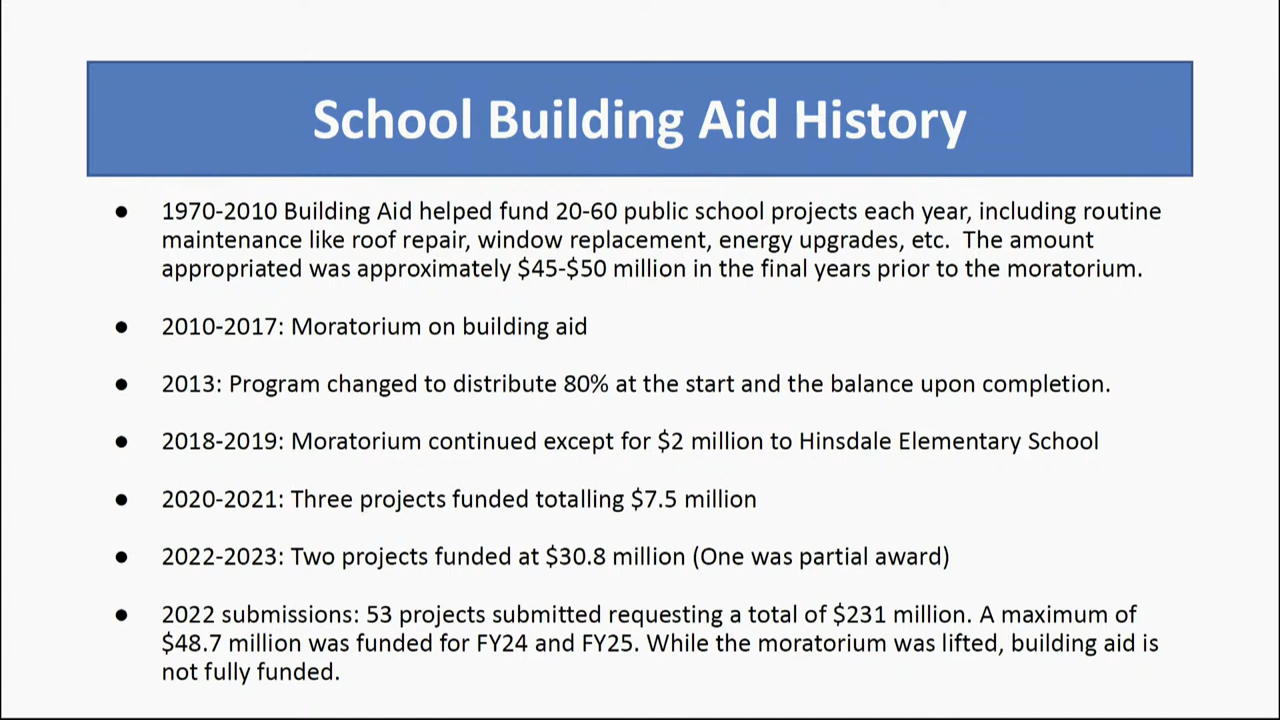 School Building Aid History
● 1970-2010 Building Aid helped fund 20-60 public school projects each year, including routine
maintenance like roof repair, window replacement, energy upgrades, etc.  The amount
appropriated was approximately $45-$50 million in the final years prior to the moratorium.
● 2010-2017: Moratorium on building aid
● 2013: Program changed to distribute 80% at the start and the balance upon completion.
● 2018-2019: Moratorium continued except for $2 million to Hinsdale Elementary School
● 2020-2021: Three projects funded totalling $7.5 million
● 2022-2023: Two projects funded at $30.8 million (One was partial award)
● 2022 submissions: 53 projects submitted requesting a total of $231 million. A maximum of
$48.7 million was funded for FY24 and FY25. While the moratorium was lifted, building aid is
not fully funded.